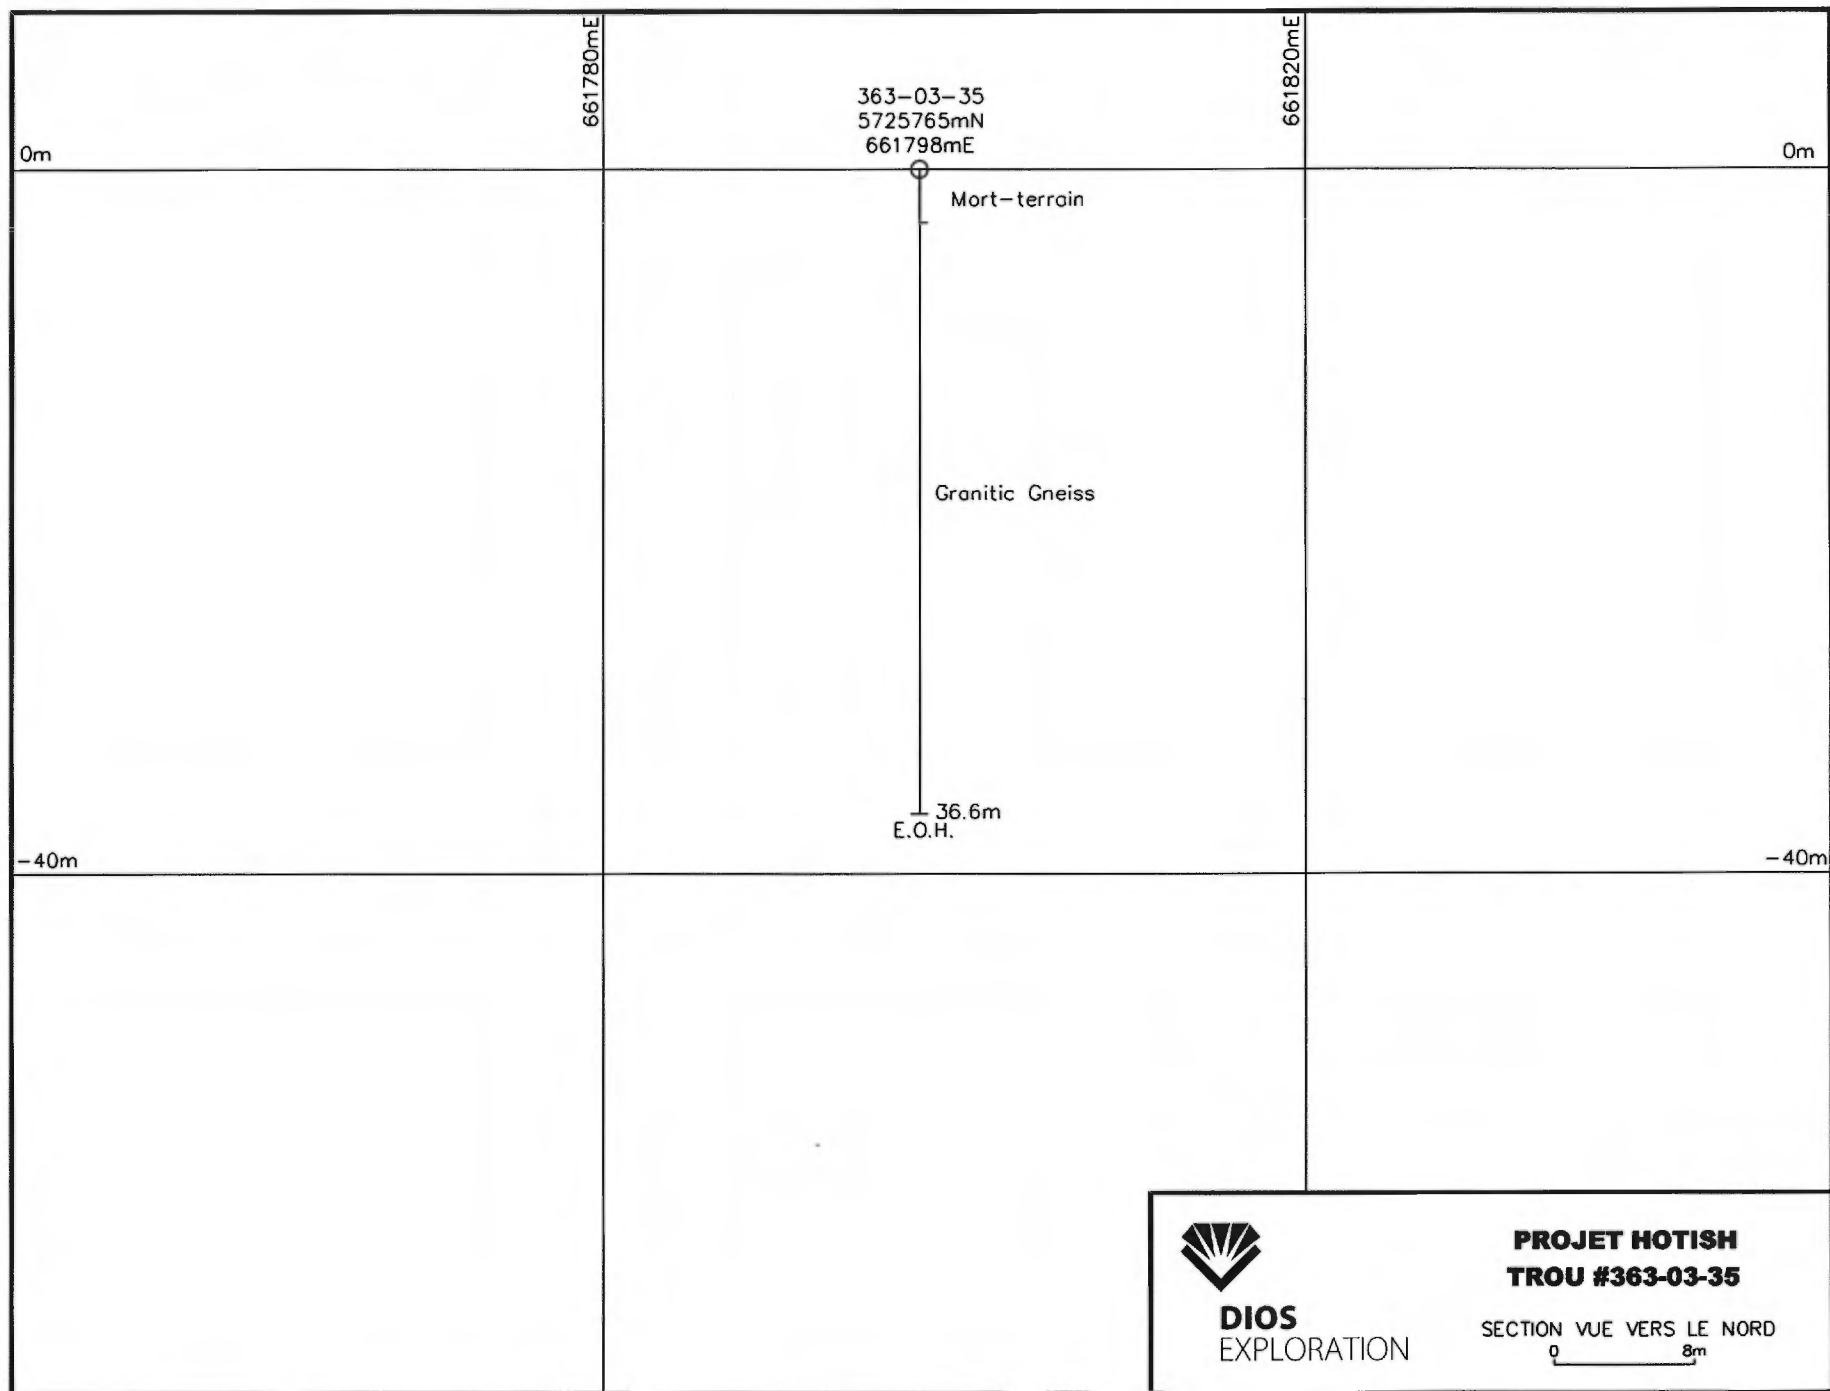 661780mE
661820mE
363-03-35
5725765mN
661798mE
0m
0m
Mort-terrain
Granitic Gneiss
36.6m
E.O.H.
-40m
-40m
PROJET HOTISH
TROU #363-03-35
DIOS
EXPLORATION
SECTION VUE VERS LE NORD
0 8m